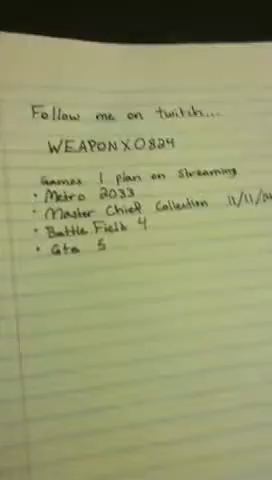 Follow me on twitch...
WEAPONX0824
Games I plan on streaming
• Metro 2033
• Master Chief Collection 11/11/
• Battle Field 4
• Gta 5